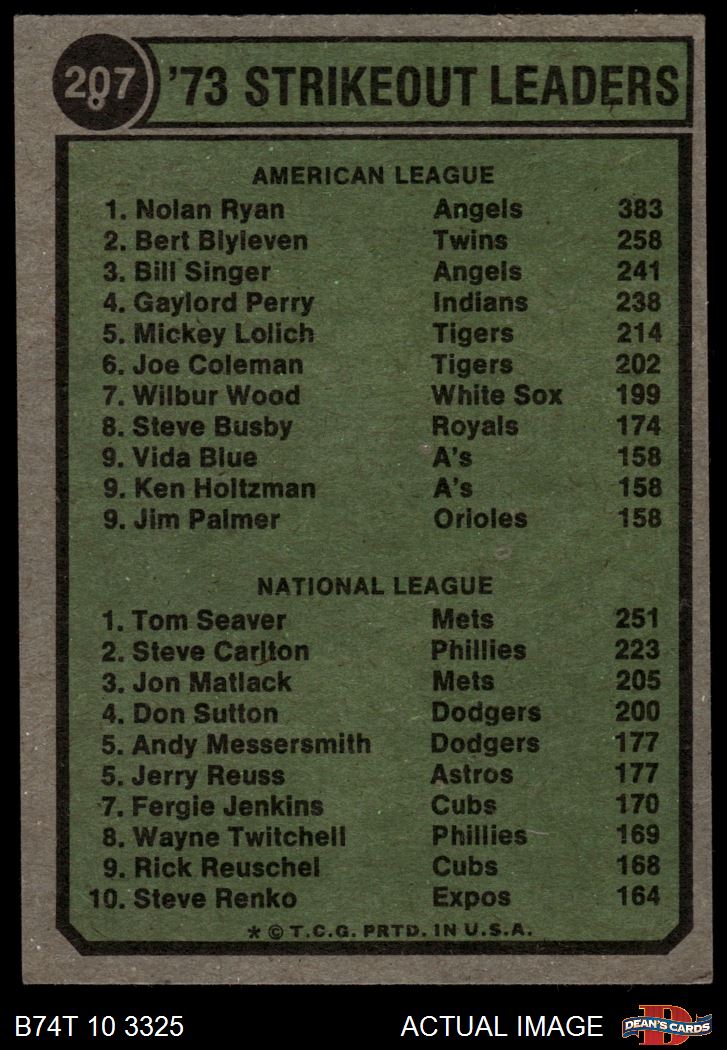 207 '73 STRIKEOUT LEADERS
AMERICAN LEAGUE
1. Nolan Ryan Angels 383
2. Bert Blyleven Twins 258
3. Bill Singer Angels 241
4. Gaylord Perry Indians 238
5. Mickey Lolich Tigers 214
6. Joe Coleman Tigers 202
7. Wilbur Wood White Sox 199
8. Steve Busby Royals 174
9. Vida Blue A's 158
9. Ken Holtzman A's 158
9. Jim Palmer Orioles 158
NATIONAL LEAGUE
1. Tom Seaver Mets 251
2. Steve Carlton Phillies 223
3. Jon Matlack Mets 205
4. Don Sutton Dodgers 200
5. Andy Messersmith Dodgers 177
5. Jerry Reuss Astros 177
7. Fergie Jenkins Cubs 170
8. Wayne Twitchell Phillies 169
9. Rick Reuschel Cubs 168
10. Steve Renko Expos 164
* © T.C.G. PRTD. IN U.S.A.
B74T 10 3325 ACTUAL IMAGE D DEAN'S CARDS